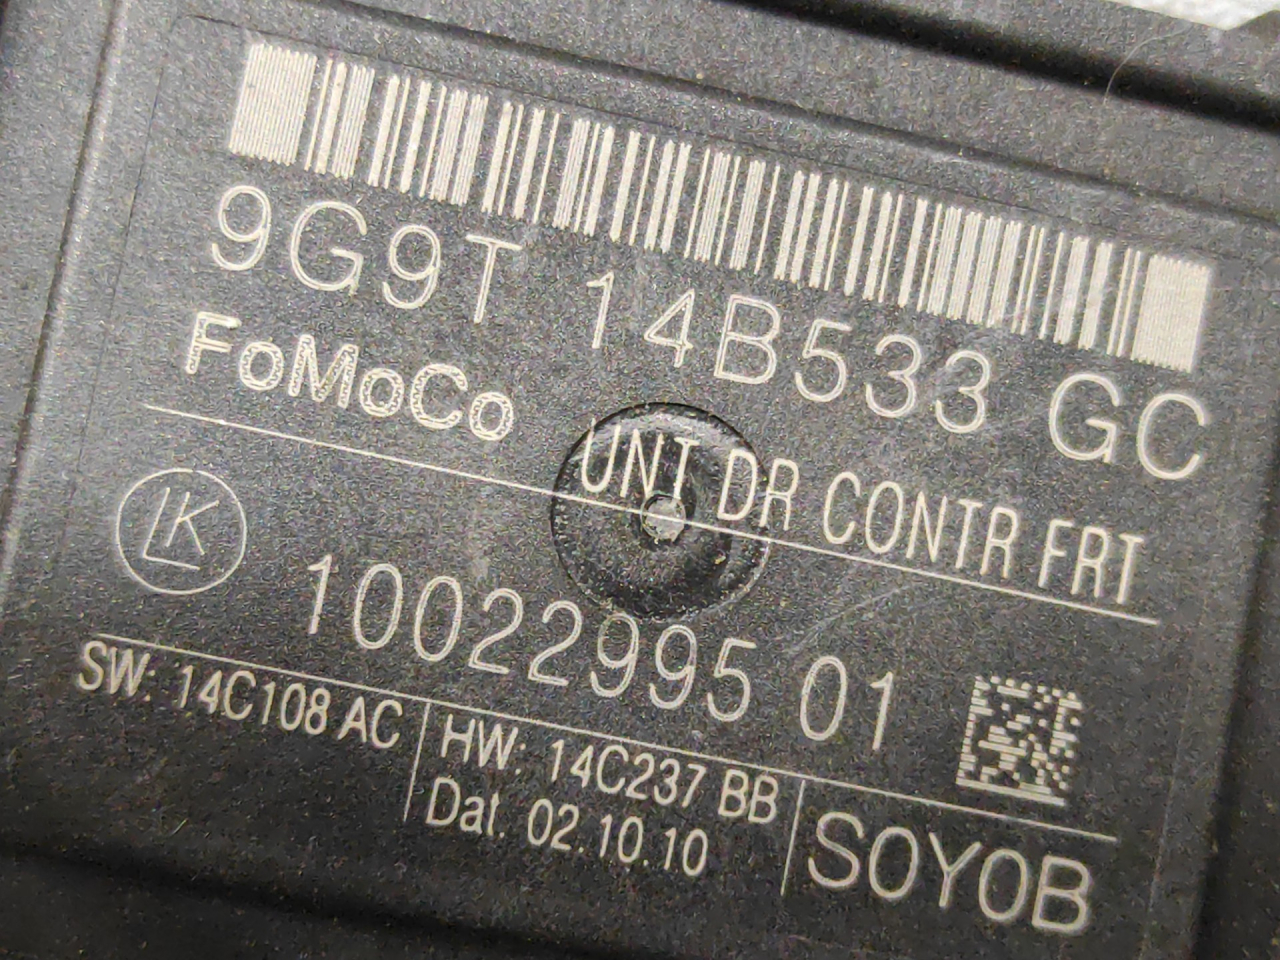 9G9T 14B533 GC
FoMoCo
UNT DR CONTR FRT
LK
10022995 01
SW: 14C108 AC
HW: 14C237 BB
Dat. 02.10.10
SOYOB